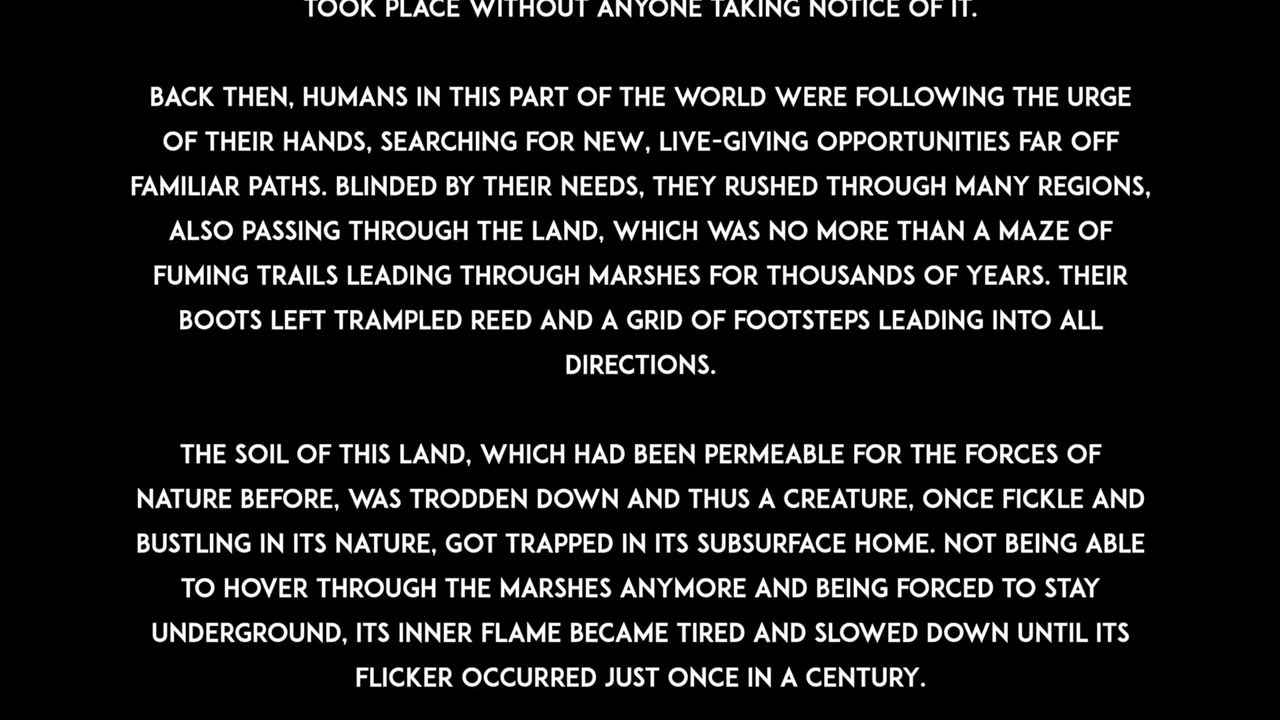 TOOK PLACE WITHOUT ANYONE TAKING NOTICE OF IT.
BACK THEN, HUMANS IN THIS PART OF THE WORLD WERE FOLLOWING THE URGE
OF THEIR HANDS, SEARCHING FOR NEW, LIVE-GIVING OPPORTUNITIES FAR OFF
FAMILIAR PATHS. BLINDED BY THEIR NEEDS, THEY RUSHED THROUGH MANY REGIONS,
ALSO PASSING THROUGH THE LAND, WHICH WAS NO MORE THAN A MAZE OF
FUMING TRAILS LEADING THROUGH MARSHES FOR THOUSANDS OF YEARS. THEIR
BOOTS LEFT TRAMPLED REED AND A GRID OF FOOTSTEPS LEADING INTO ALL
DIRECTIONS.
THE SOIL OF THIS LAND, WHICH HAD BEEN PERMEABLE FOR THE FORCES OF
NATURE BEFORE, WAS TRODDEN DOWN AND THUS A CREATURE, ONCE FICKLE AND
BUSTLING IN ITS NATURE, GOT TRAPPED IN ITS SUBSURFACE HOME. NOT BEING ABLE
TO HOVER THROUGH THE MARSHES ANYMORE AND BEING FORCED TO STAY
UNDERGROUND, ITS INNER FLAME BECAME TIRED AND SLOWED DOWN UNTIL ITS
FLICKER OCCURRED JUST ONCE IN A CENTURY.